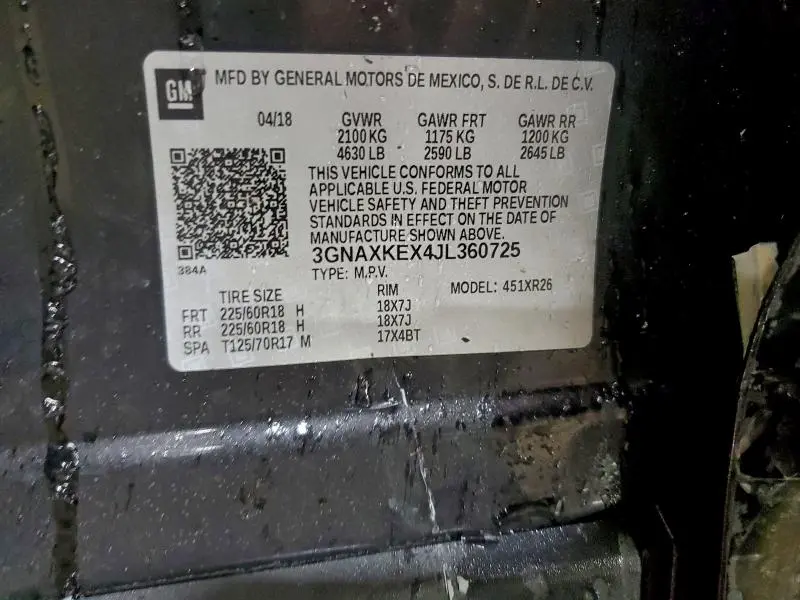 GM MFD BY GENERAL MOTORS DE MEXICO, S. DE R.L. DE C.V.
04/18 GVWR GAWR FRT GAWR RR
2100 KG 1175 KG 1200 KG
4630 LB 2590 LB 2645 LB
THIS VEHICLE CONFORMS TO ALL
APPLICABLE U.S. FEDERAL MOTOR
VEHICLE SAFETY AND THEFT PREVENTION
STANDARDS IN EFFECT ON THE DATE OF
MANUFACTURE SHOWN ABOVE.
384A
3GNAXKEX4JL360725
TYPE: M.P.V. MODEL: 451XR26
TIRE SIZE RIM
FRT 225/60R18 H 18X7J
RR 225/60R18 H 18X7J
SPA T125/70R17 M 17X4BT